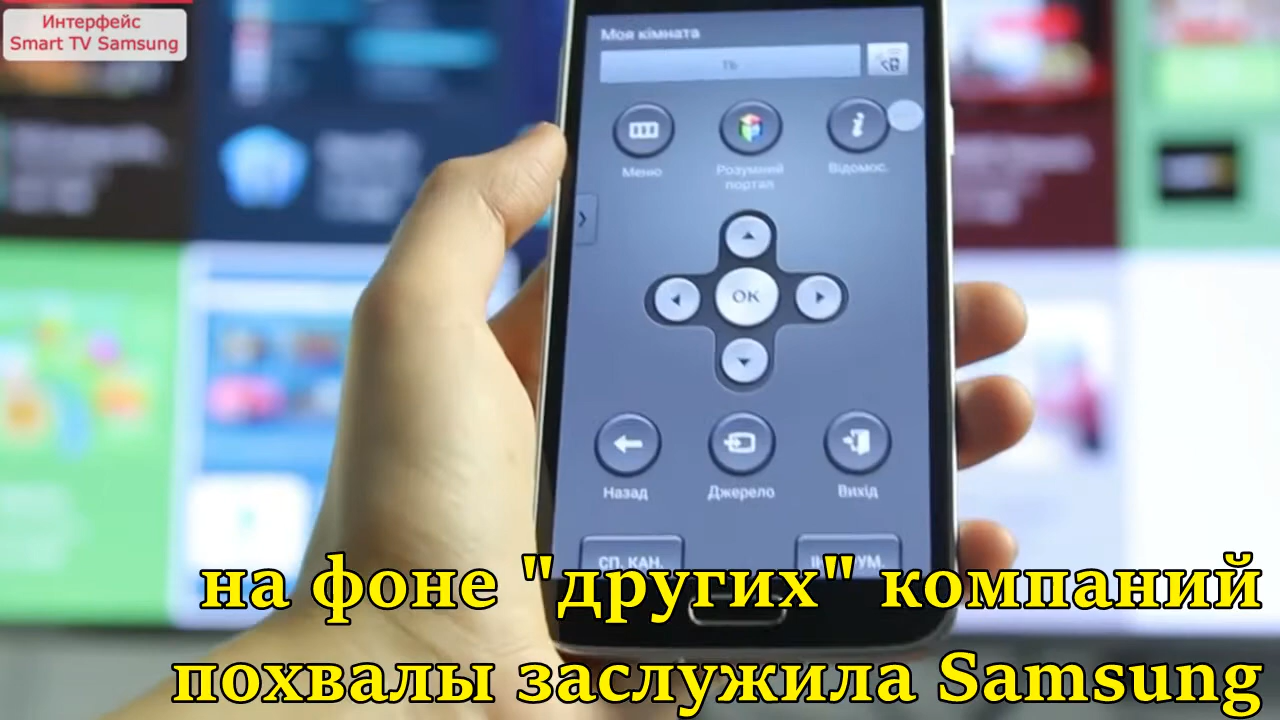 Интерфейс
Smart TV Samsung
Моя кімната
ТБ
Меню
Розумний
портал
Відомос.
OK
Назад
Джерело
Вихід
СП. КАН.
на фоне "других" компаний
похвалы заслужила Samsung